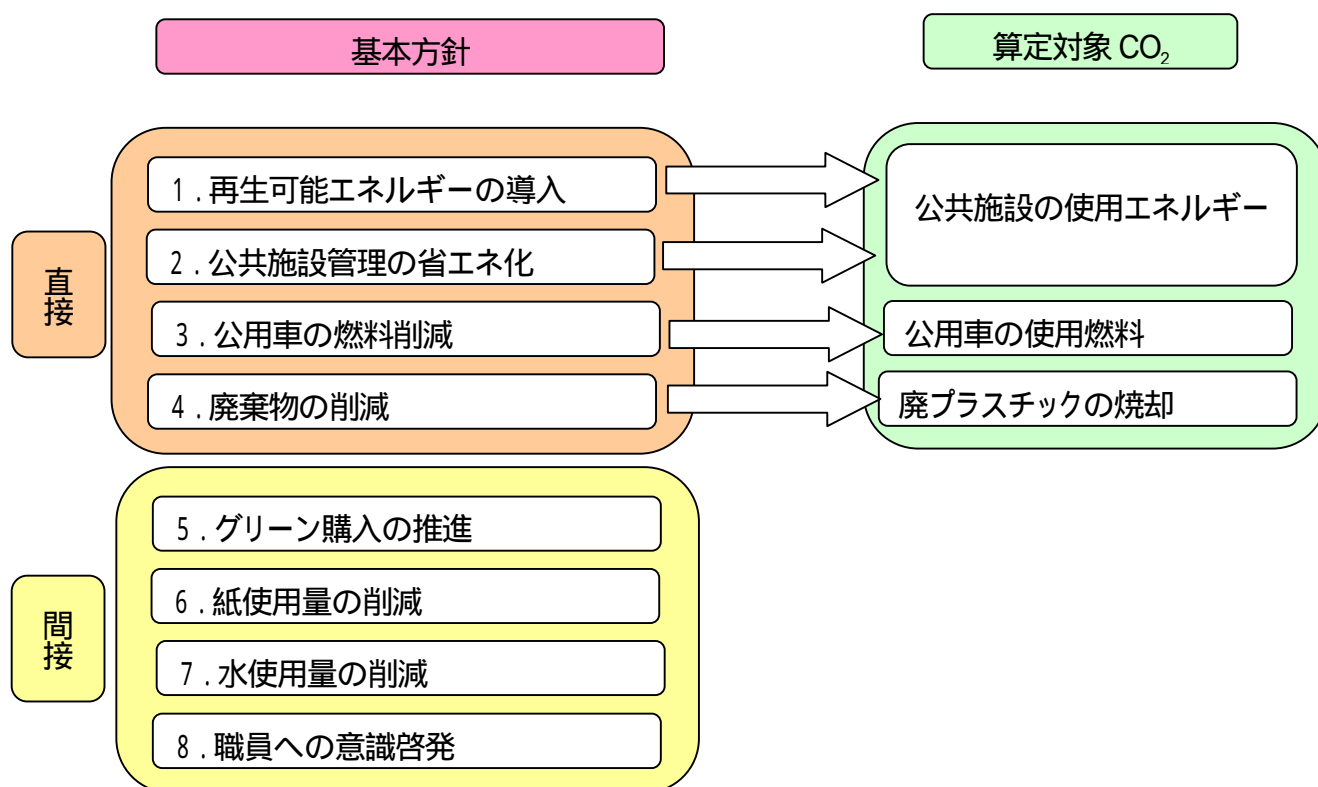 基本方針
算定対象 CO₂
直接
1．再生可能エネルギーの導入
2．公共施設管理の省エネ化
3．公用車の燃料削減
4．廃棄物の削減
公共施設の使用エネルギー
公用車の使用燃料
廃プラスチックの焼却
間接
5．グリーン購入の推進
6．紙使用量の削減
7．水使用量の削減
8．職員への意識啓発